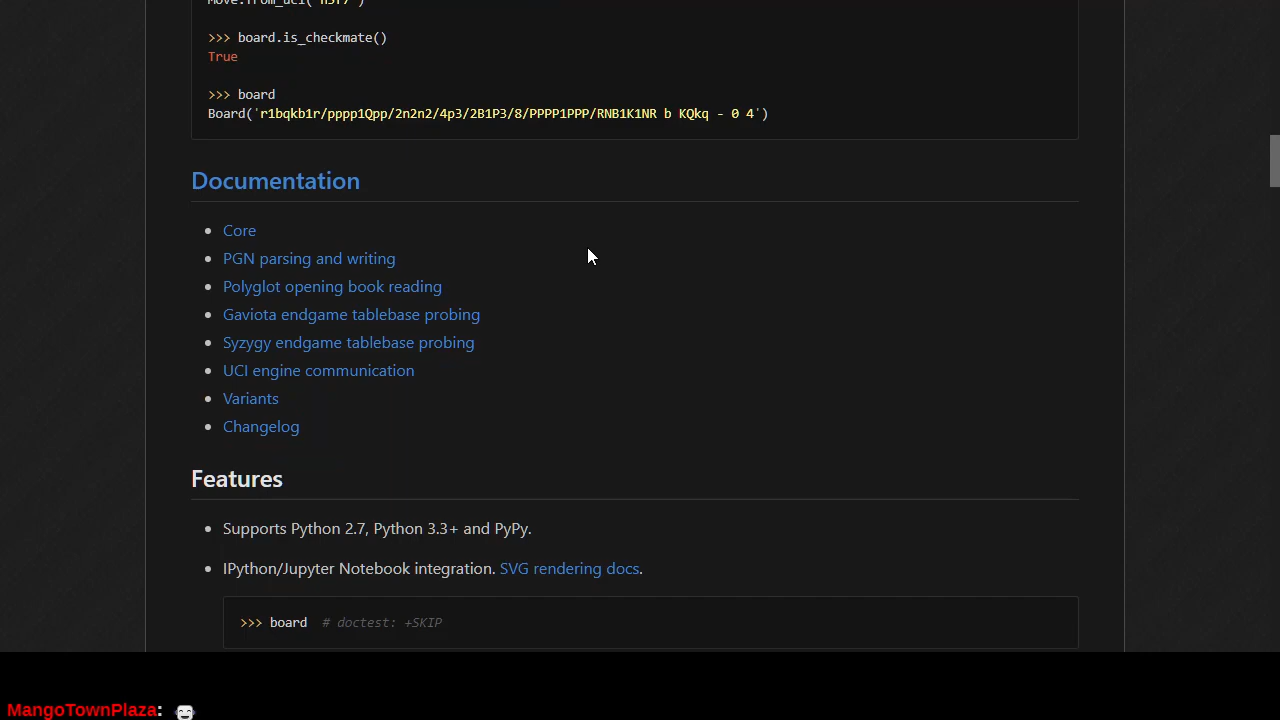 >>> board.is_checkmate()
True
>>> board
Board('r1bqkb1r/pppp1Qpp/2n2n2/4p3/2B1P3/8/PPPP1PPP/RNB1K1NR b KQkq - 0 4')
Documentation
Core
PGN parsing and writing
Polyglot opening book reading
Gaviota endgame tablebase probing
Syzygy endgame tablebase probing
UCI engine communication
Variants
Changelog
Features
Supports Python 2.7, Python 3.3+ and PyPy.
IPython/Jupyter Notebook integration. SVG rendering docs.
>>> board  # doctest: +SKIP
MangoTownPlaza: